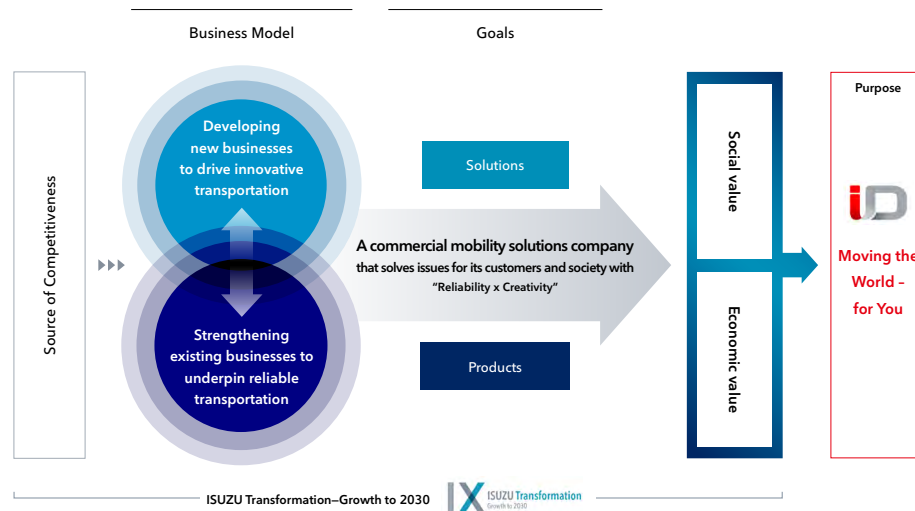 Business Model
Goals
Source of Competitiveness
Developing
new businesses
to drive innovative
transportation
Strengthening
existing businesses to
underpin reliable
transportation
Solutions
A commercial mobility solutions company
that solves issues for its customers and society with
“Reliability x Creativity”
Products
Social value
Economic value
Purpose
iD
Moving the
World –
for You
ISUZU Transformation–Growth to 2030
IX
ISUZU Transformation
Growth to 2030